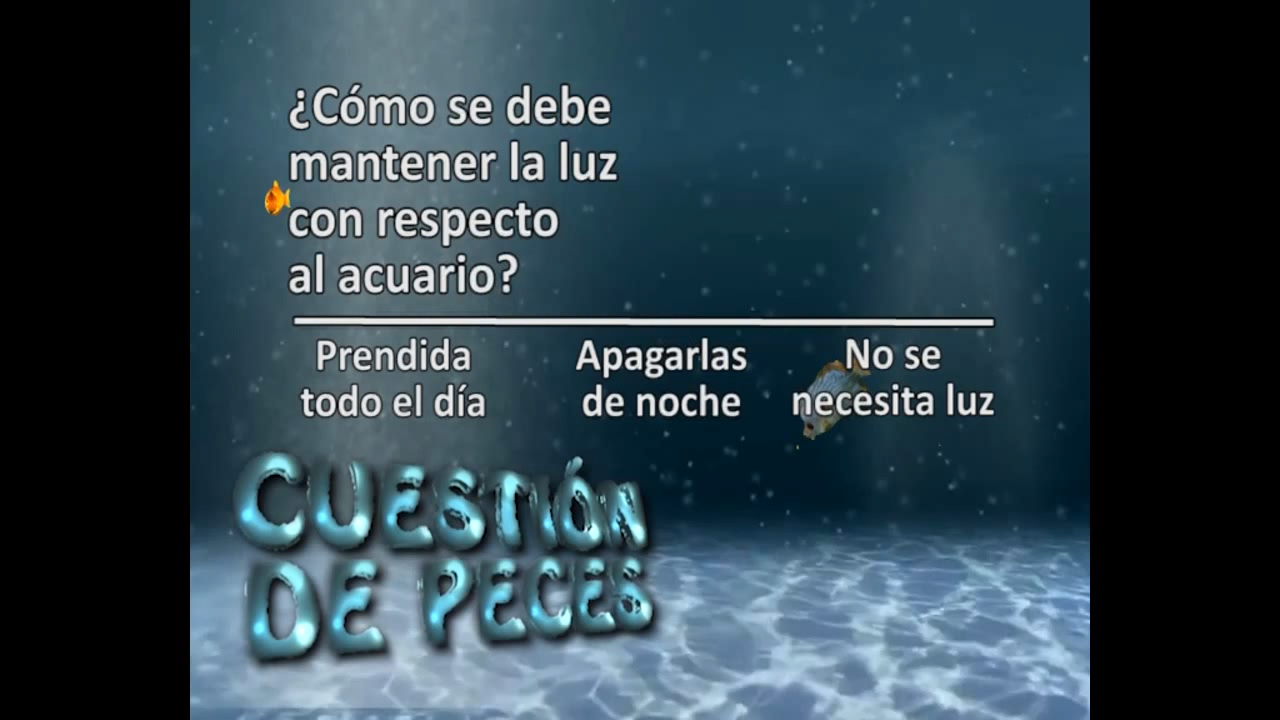 ¿Cómo se debe
mantener la luz
con respecto
al acuario?
Prendida
todo el día
Apagarlas
de noche
No se
necesita luz
CUESTIÓN
DE PECES